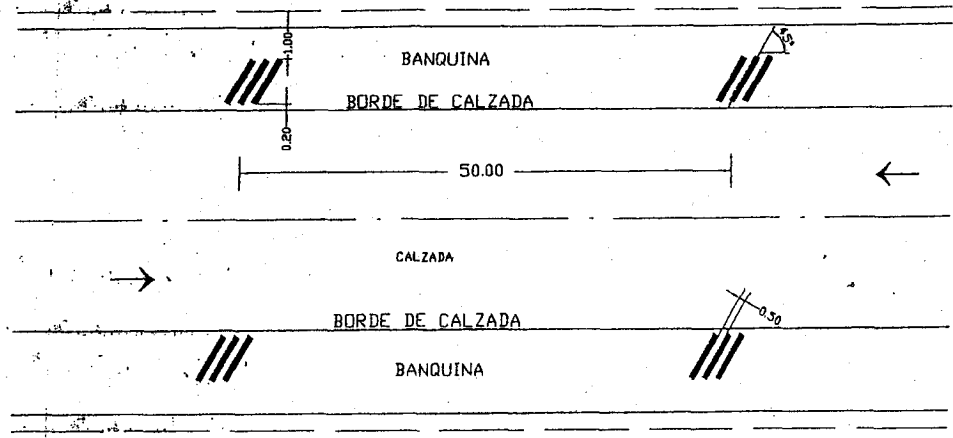 1.00
BANQUINA
45°
BORDE DE CALZADA
0.20
50.00
CALZADA
BORDE DE CALZADA
0.50
BANQUINA